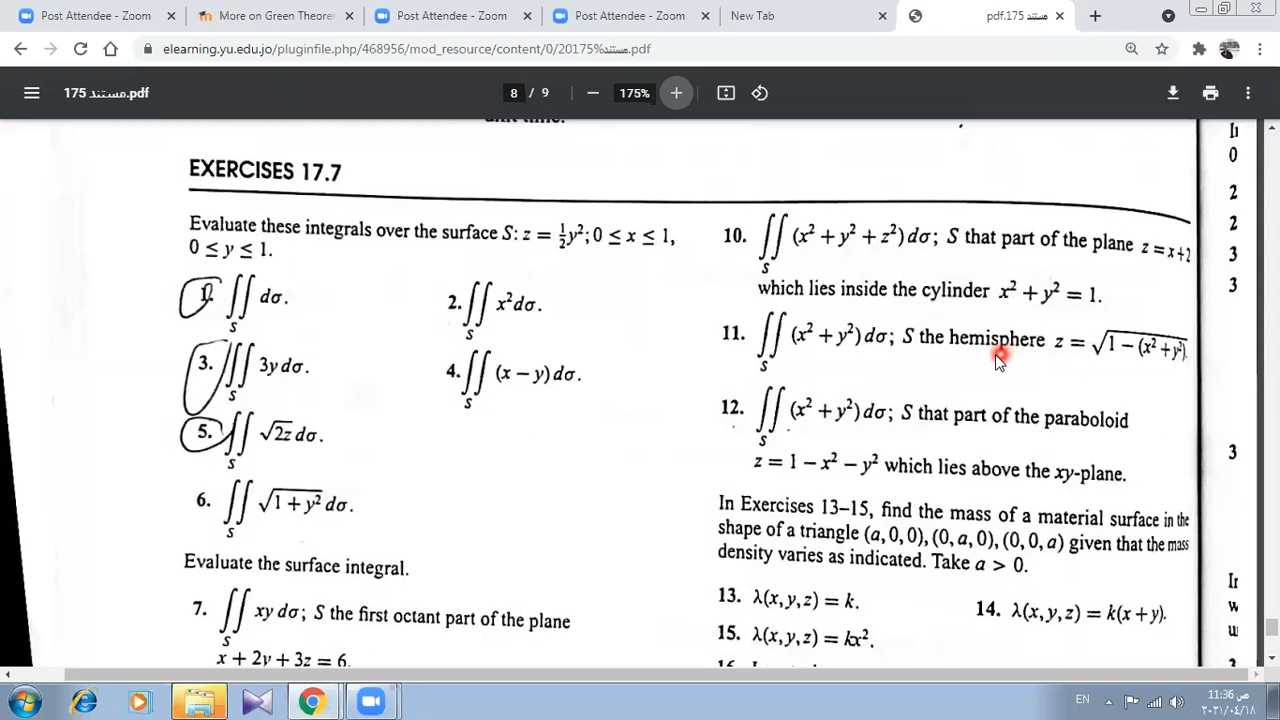 Post Attendee - Zoom
More on Green Theorem
Post Attendee - Zoom
Post Attendee - Zoom
New Tab
مستند 175.pdf
elearning.yu.edu.jo/pluginfile.php/468956/mod_resource/content/0/20175%مستند.pdf
مستند 175.pdf
8 / 9
175%
unit time.
EXERCISES 17.7
Evaluate these integrals over the surface S: z = ½y²; 0 ≤ x ≤ 1,
0 ≤ y ≤ 1.
1. ∬_S dσ.
2. ∬_S x² dσ.
3. ∬_S 3y dσ.
4. ∬_S (x − y) dσ.
5. ∬_S √(2z) dσ.
6. ∬_S √(1 + y²) dσ.
Evaluate the surface integral.
7. ∬_S xy dσ; S the first octant part of the plane
x + 2y + 3z = 6.
10. ∬_S (x² + y² + z²) dσ; S that part of the plane z = x + 2
which lies inside the cylinder x² + y² = 1.
11. ∬_S (x² + y²) dσ; S the hemisphere z = √(1 − (x² + y²)).
12. ∬_S (x² + y²) dσ; S that part of the paraboloid
z = 1 − x² − y² which lies above the xy-plane.
In Exercises 13–15, find the mass of a material surface in the
shape of a triangle (a, 0, 0), (0, a, 0), (0, 0, a) given that the mass
density varies as indicated. Take a > 0.
13. λ(x, y, z) = k.
14. λ(x, y, z) = k(x + y).
15. λ(x, y, z) = kx².
EN
11:36 ص
٢٠٢١/٠٤/١٨